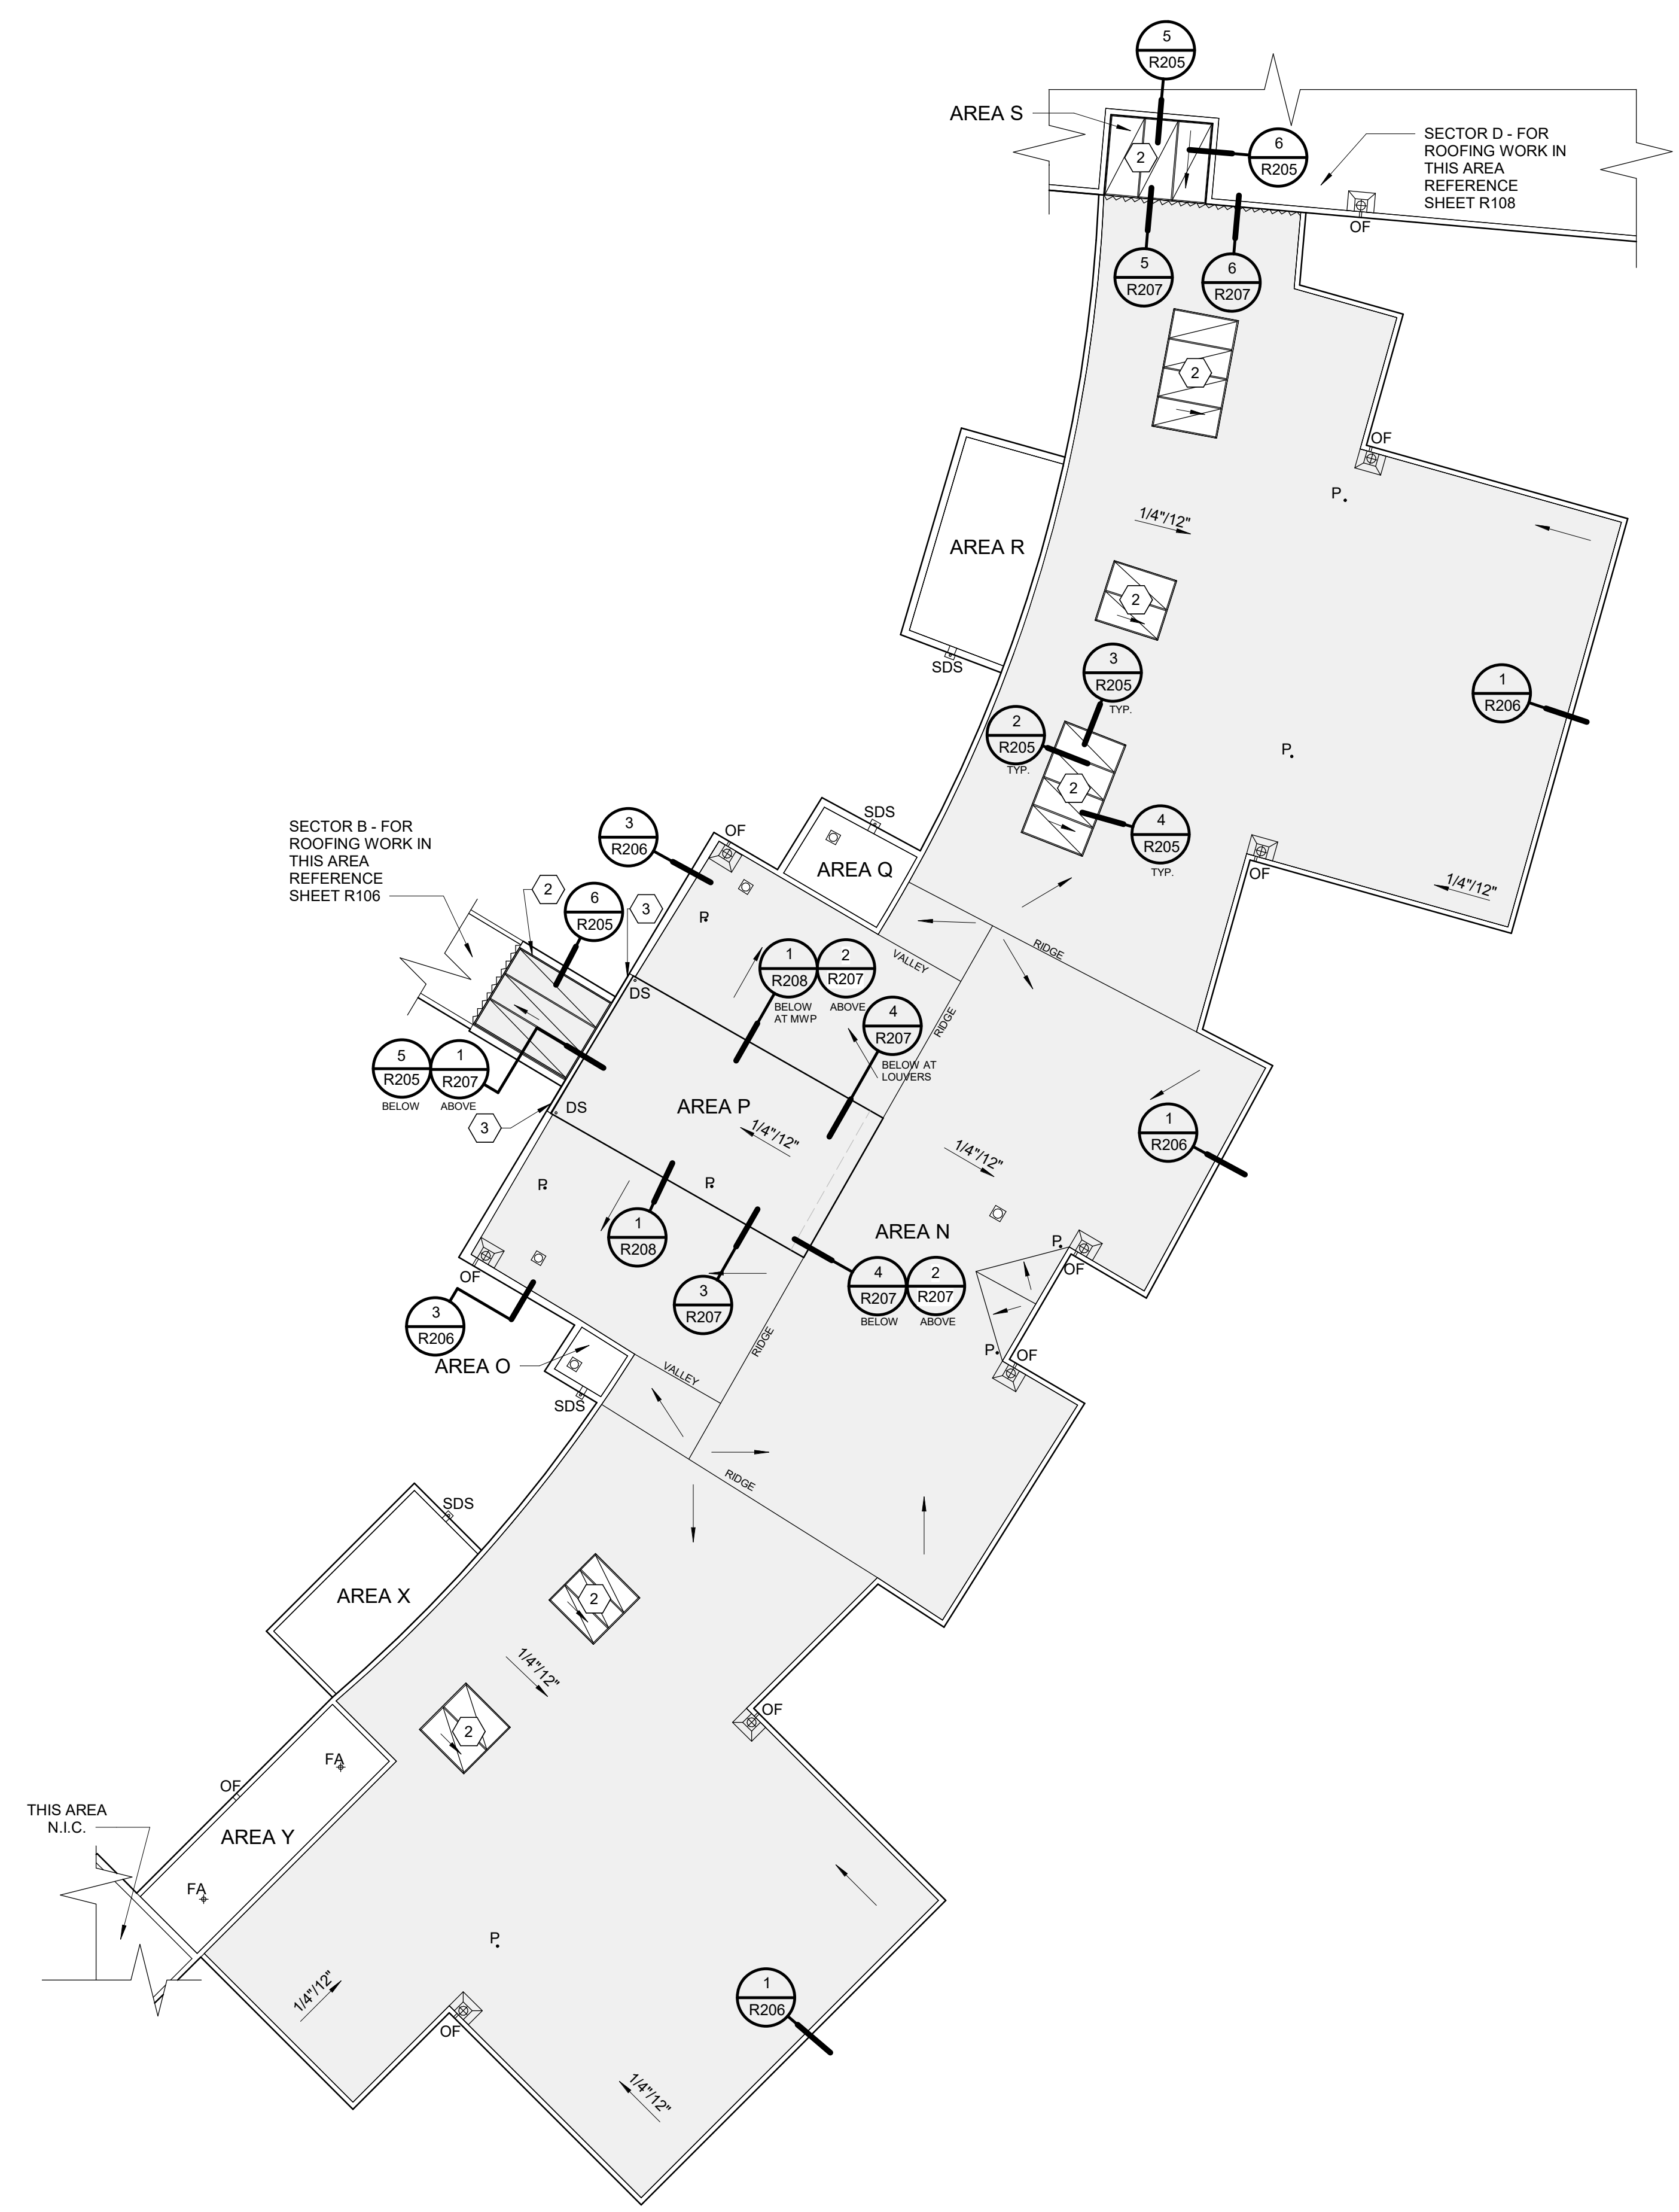 5
R205
AREA S
2
6
R205
SECTOR D - FOR
ROOFING WORK IN
THIS AREA
REFERENCE
SHEET R108
OF
5
R207
6
R207
2
OF
P
1/4"/12"
AREA R
2
SDS
3
R205
TYP.
1
R206
2
R205
TYP.
P
2
4
R205
TYP.
SDS
3
R206
OF
AREA Q
OF
1/4"/12"
SECTOR B - FOR
ROOFING WORK IN
THIS AREA
REFERENCE
SHEET R106
2
6
R205
3
P
RIDGE
VALLEY
1
R208
BELOW
AT MWP
2
R207
ABOVE
DS
4
R207
BELOW AT
LOUVERS
RIDGE
5
R205
BELOW
1
R207
ABOVE
DS
3
AREA P
1/4"/12"
1
R206
1/4"/12"
P
P
1
R208
AREA N
P
OF
OF
3
R207
4
R207
BELOW
2
R207
ABOVE
3
R206
AREA O
RIDGE
P
OF
VALLEY
SDS
RIDGE
SDS
AREA X
2
1/4"/12"
2
OF
FA
OF
THIS AREA
N.I.C.
AREA Y
FA
P
1/4"/12"
1
R206
OF
1/4"/12"